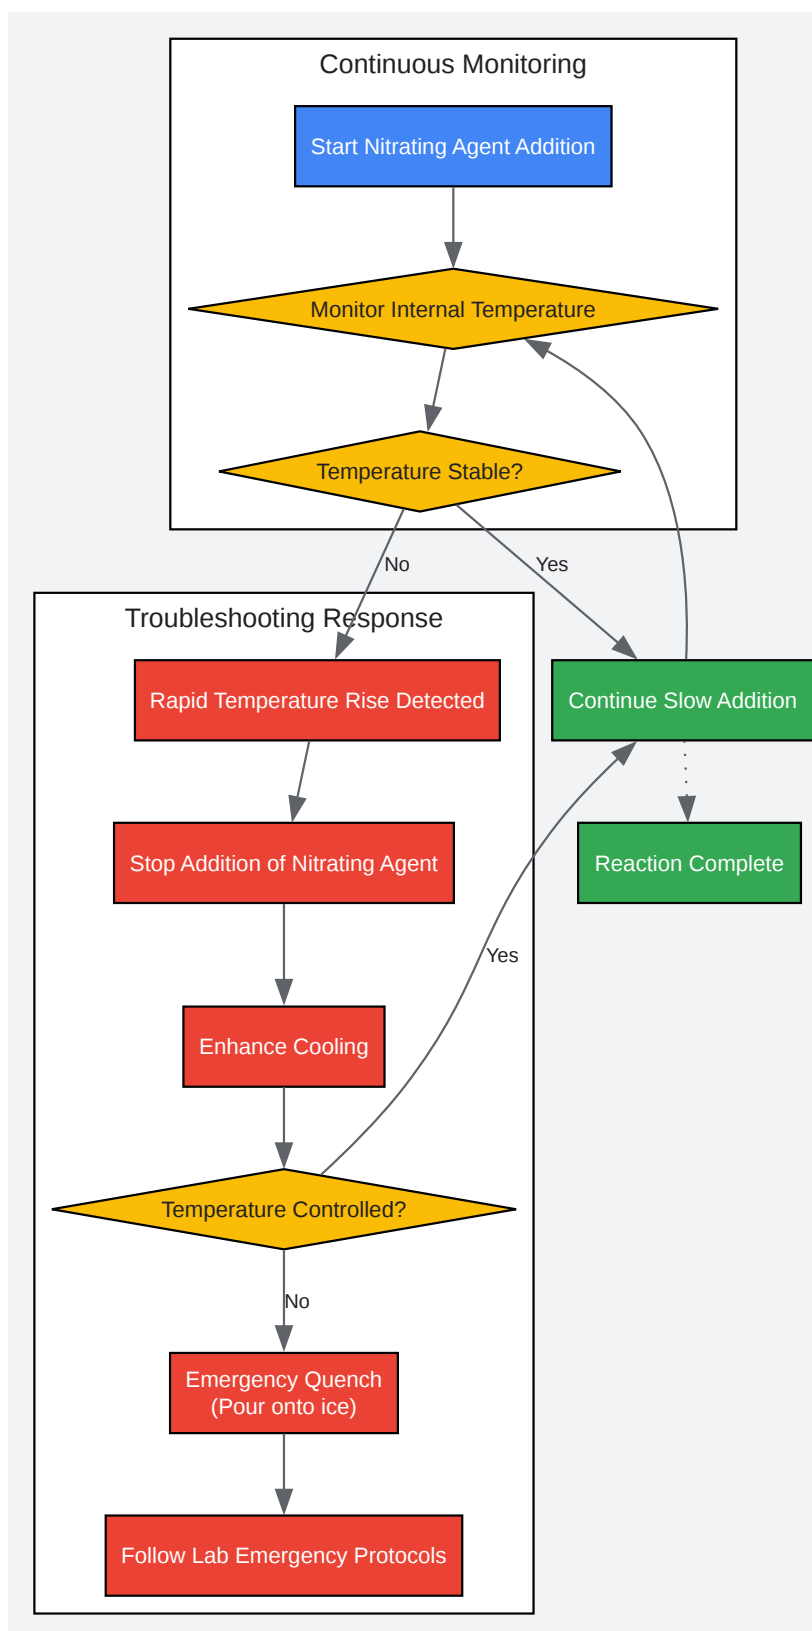 Continuous Monitoring
Start Nitrating Agent Addition
Monitor Internal Temperature
Temperature Stable?
No
Yes
Troubleshooting Response
Rapid Temperature Rise Detected
Continue Slow Addition
Stop Addition of Nitrating Agent
Reaction Complete
Yes
Enhance Cooling
Temperature Controlled?
No
Emergency Quench
(Pour onto ice)
Follow Lab Emergency Protocols